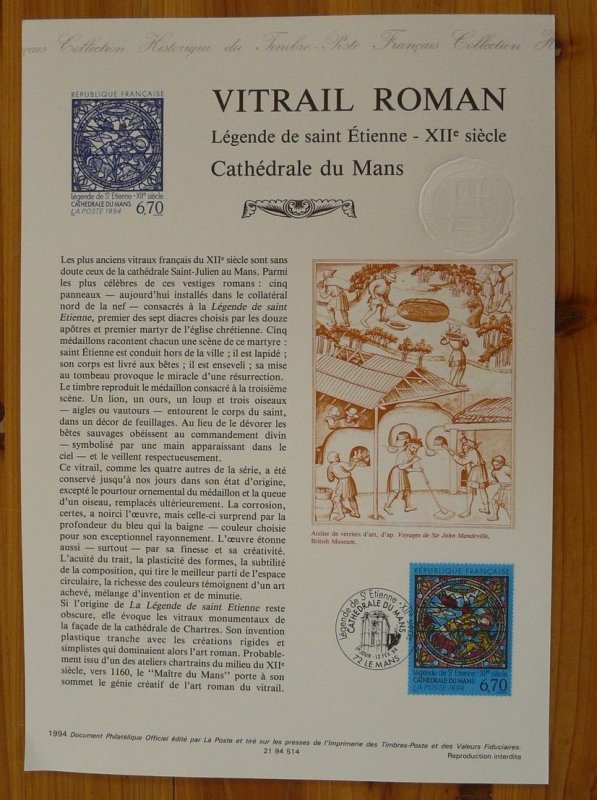 çais Collection Historique du Timbre-Poste Français Collection H
RÉPUBLIQUE FRANÇAISE
Légende de St Etienne - XIIe siècle
CATHÉDRALE DU MANS
LA POSTE 1994
6,70
VITRAIL ROMAN
Légende de saint Étienne - XIIe siècle
Cathédrale du Mans
Les plus anciens vitraux français du XIIe siècle sont sans
doute ceux de la cathédrale Saint-Julien au Mans. Parmi
les plus célèbres de ces vestiges romans : cinq
panneaux — aujourd'hui installés dans le collatéral
nord de la nef — consacrés à la Légende de saint
Etienne, premier des sept diacres choisis par les douze
apôtres et premier martyr de l'église chrétienne. Cinq
médaillons racontent chacun une scène de ce martyre :
saint Étienne est conduit hors de la ville ; il est lapidé ;
son corps est livré aux bêtes ; il est enseveli ; sa mise
au tombeau provoque le miracle d'une résurrection.
Le timbre reproduit le médaillon consacré à la troisième
scène. Un lion, un ours, un loup et trois oiseaux
— aigles ou vautours — entourent le corps du saint,
dans un décor de feuillages. Au lieu de le dévorer
les bêtes sauvages obéissent au commandement divin
— symbolisé par une main apparaissant dans le
ciel — et le veillent respectueusement.
Ce vitrail, comme les quatre autres de la série, a été
conservé jusqu'à nos jours dans son état d'origine,
excepté le pourtour ornemental du médaillon et la queue
d'un oiseau, remplacés ultérieurement. La corrosion,
certes, a noirci l'œuvre, mais celle-ci surprend par la
profondeur du bleu qui la baigne — couleur choisie
pour son exceptionnel rayonnement. L'œuvre étonne
aussi — surtout — par sa finesse et sa créativité.
L'acuité du trait, la plasticité des formes, la subtilité
de la composition, qui tire le meilleur parti de l'espace
circulaire, la richesse des couleurs témoignent d'un art
achevé, mélange d'invention et de minutie.
Si l'origine de La Légende de saint Etienne reste
obscure, elle évoque les vitraux monumentaux de
la façade de la cathédrale de Chartres. Son invention
plastique tranche avec les créations rigides et
simplistes qui dominaient alors l'art roman. Probable-
ment issu d'un des ateliers chartrains du milieu du XIIe
siècle, vers 1160, le "Maître du Mans" porte à son
sommet le génie créatif de l'art roman du vitrail.
Atelier de verriers d'art, d'ap. Voyages de Sir John Mandeville,
British Museum.
Légende de St Etienne - XIIe siècle
CATHÉDRALE DU MANS
1er JOUR - 12 FEV 94
72 LE MANS
RÉPUBLIQUE FRANÇAISE
Légende de St Etienne - XIIe siècle
CATHÉDRALE DU MANS
LA POSTE 1994
6,70
1994 Document Philatélique Officiel édité par La Poste et tiré sur les presses de l'Imprimerie des Timbres-Poste et des Valeurs Fiduciaires.
21 94 514
Reproduction interdite